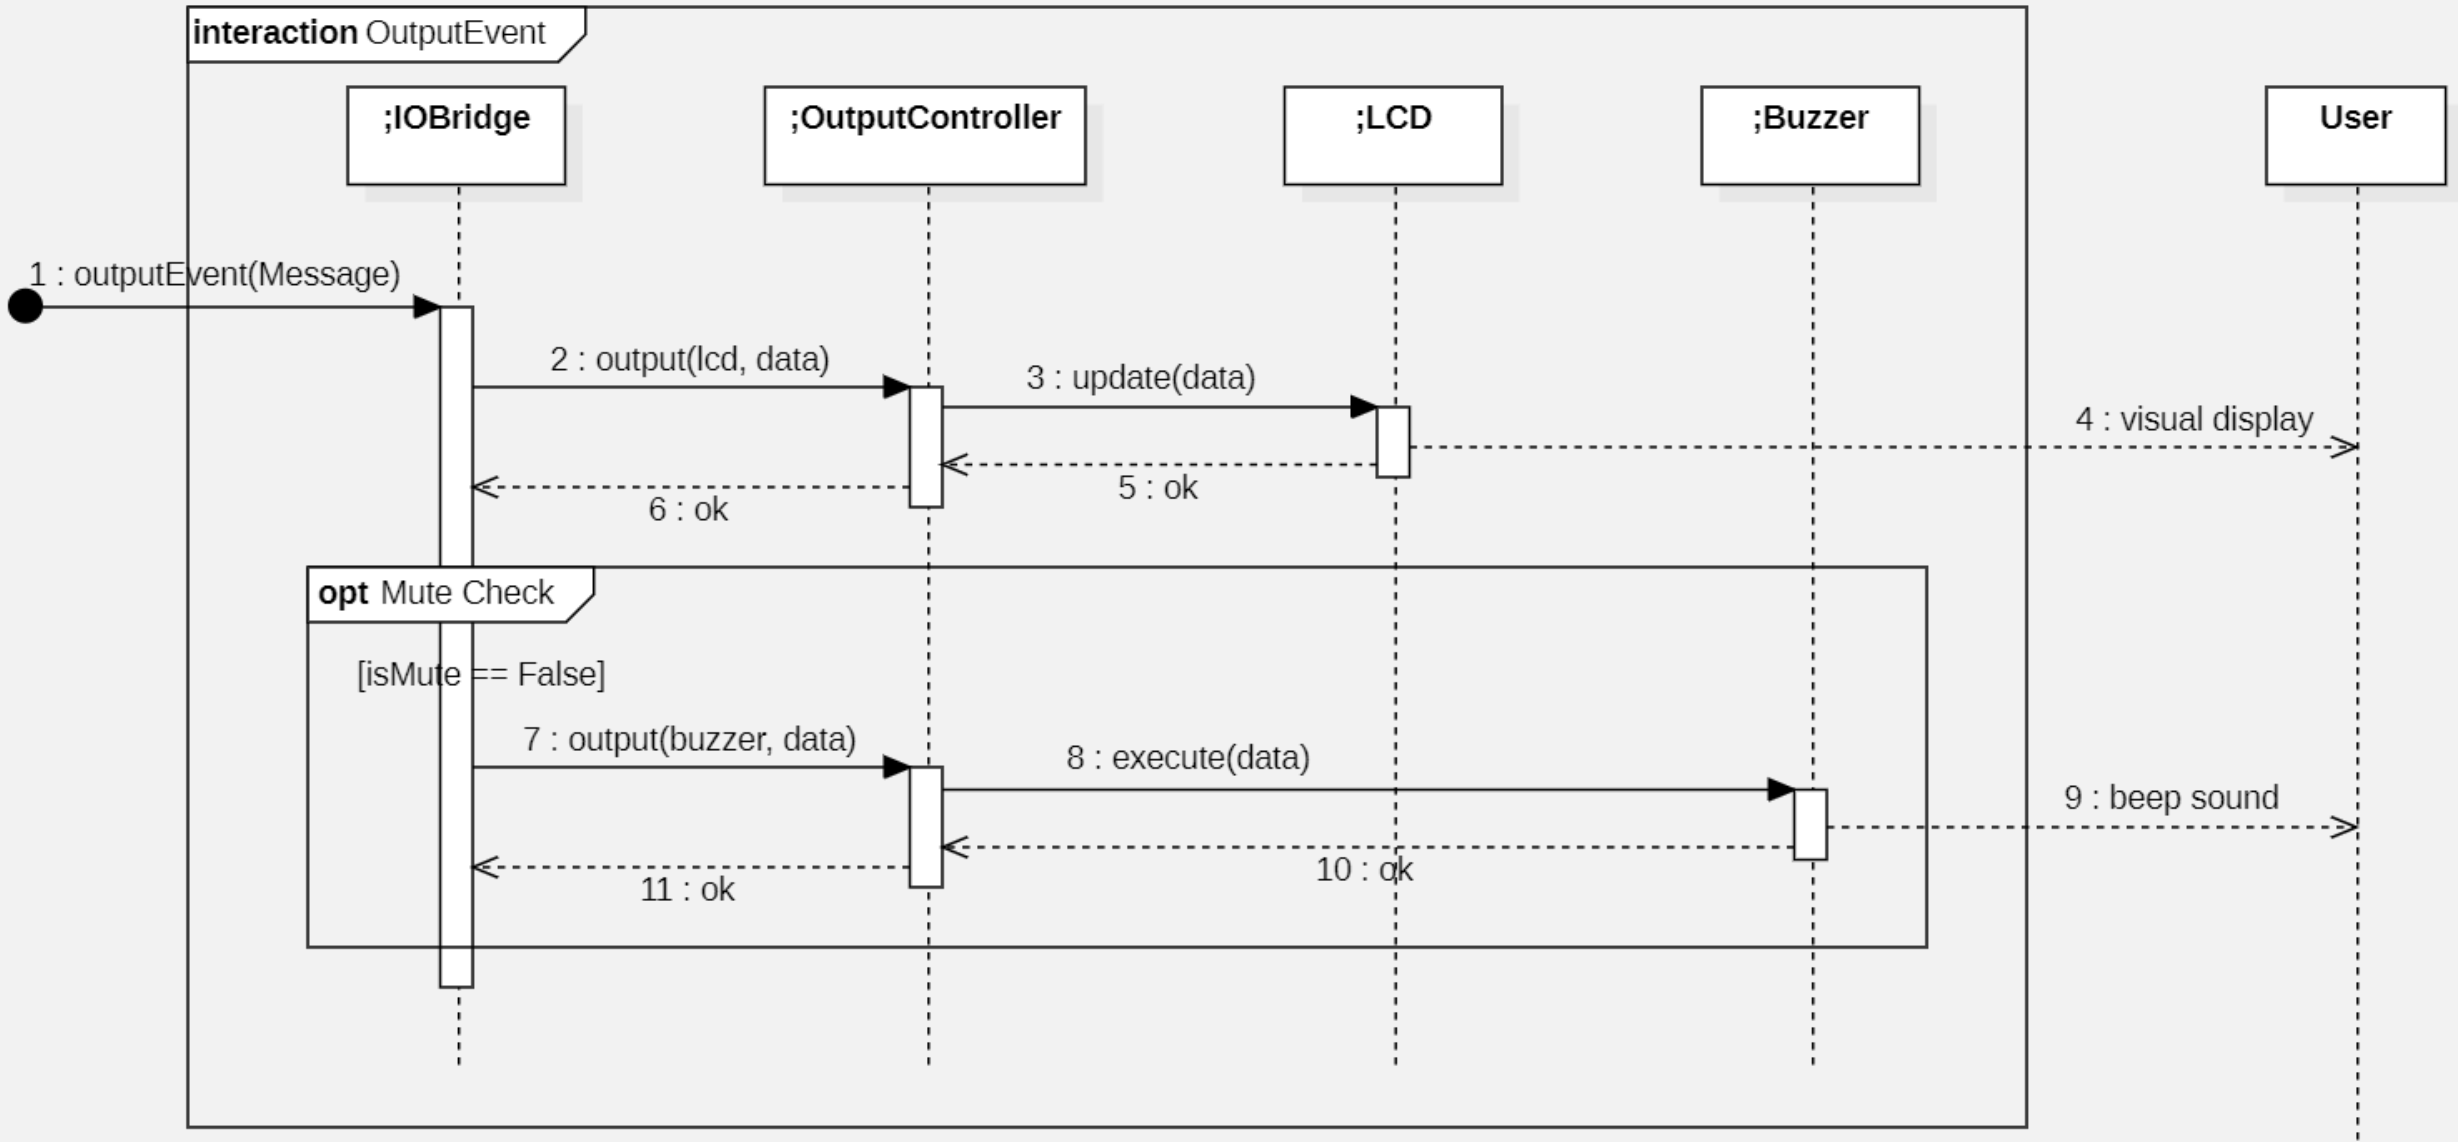 interaction OutputEvent
;IOBridge
;OutputController
;LCD
;Buzzer
User
1 : outputEvent(Message)
2 : output(lcd, data)
3 : update(data)
4 : visual display
5 : ok
6 : ok
opt Mute Check
[isMute == False]
7 : output(buzzer, data)
8 : execute(data)
9 : beep sound
10 : ok
11 : ok